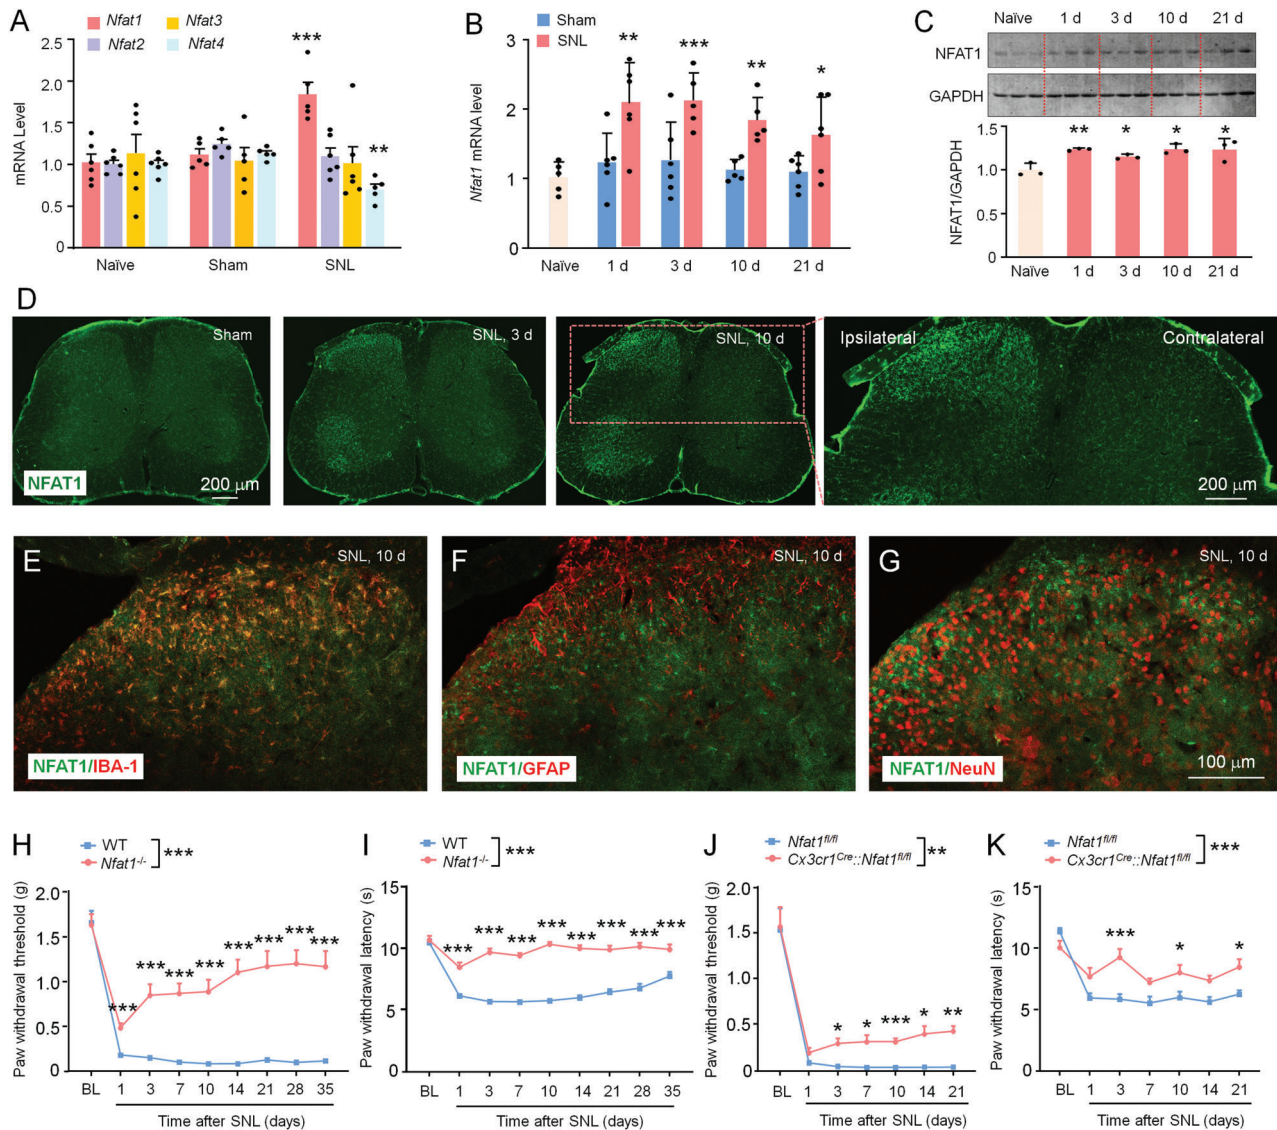 A
Nfat1 Nfat3
Nfat2 Nfat4
mRNA Level
2.5
2.0
1.5
1.0
0.5
0.0
***
**
Naïve Sham SNL
B
Sham
SNL
Nfat1 mRNA level
3
2
1
0
** *** ** *
Naïve 1 d 3 d 10 d 21 d
C
Naïve 1 d 3 d 10 d 21 d
NFAT1
GAPDH
NFAT1/GAPDH
1.5
1.0
0.5
0
** * * *
Naïve 1 d 3 d 10 d 21 d
D
Sham
NFAT1
200 μm
SNL, 3 d
SNL, 10 d
Ipsilateral Contralateral
200 μm
E
SNL, 10 d
NFAT1/IBA-1
F
SNL, 10 d
NFAT1/GFAP
G
SNL, 10 d
NFAT1/NeuN
100 μm
H
WT
Nfat1-/-
***
Paw withdrawal threshold (g)
2.0
1.5
1.0
0.5
0.0
*** *** *** *** *** *** *** ***
BL 1 3 7 10 14 21 28 35
Time after SNL (days)
I
WT
Nfat1-/-
***
Paw withdrawal latency (s)
15
10
5
0
*** *** *** *** *** *** *** ***
BL 1 3 7 10 14 21 28 35
Time after SNL (days)
J
Nfat1fl/fl
Cx3cr1Cre::Nfat1fl/fl
**
Paw withdrawal threshold (g)
2.0
1.5
1.0
0.5
0.0
* * *** * **
BL 1 3 7 10 14 21
Time after SNL (days)
K
Nfat1fl/fl
Cx3cr1Cre::Nfat1fl/fl
***
Paw withdrawal latency (s)
15
10
5
0
*** * *
BL 1 3 7 10 14 21
Time after SNL (days)